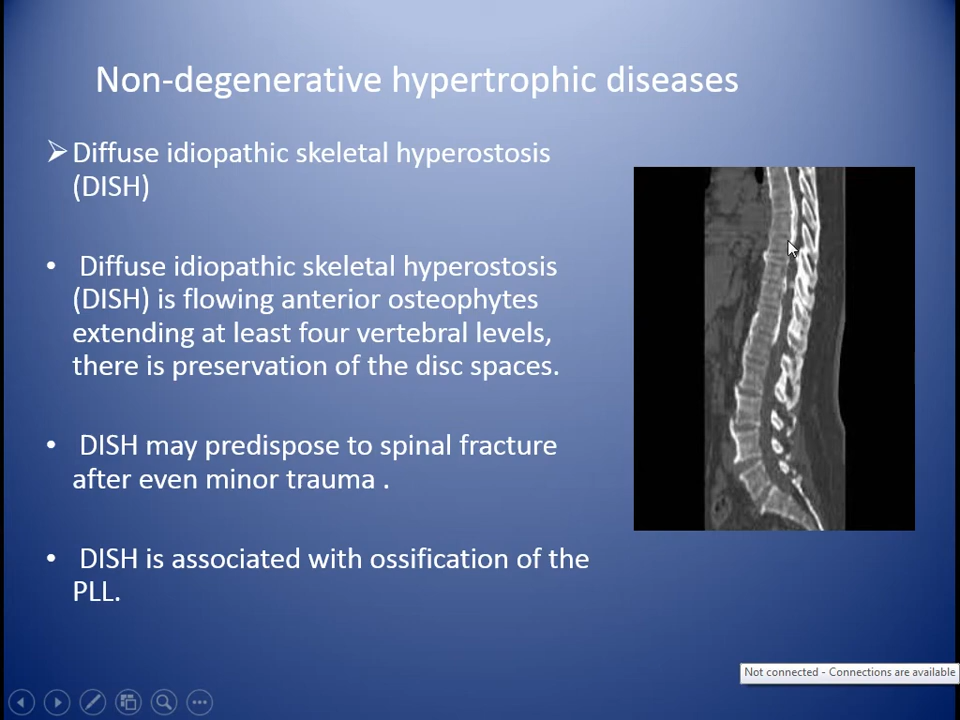 Non-degenerative hypertrophic diseases
➢ Diffuse idiopathic skeletal hyperostosis
(DISH)
• Diffuse idiopathic skeletal hyperostosis
(DISH) is flowing anterior osteophytes
extending at least four vertebral levels,
there is preservation of the disc spaces.
• DISH may predispose to spinal fracture
after even minor trauma .
• DISH is associated with ossification of the
PLL.
Not connected - Connections are available